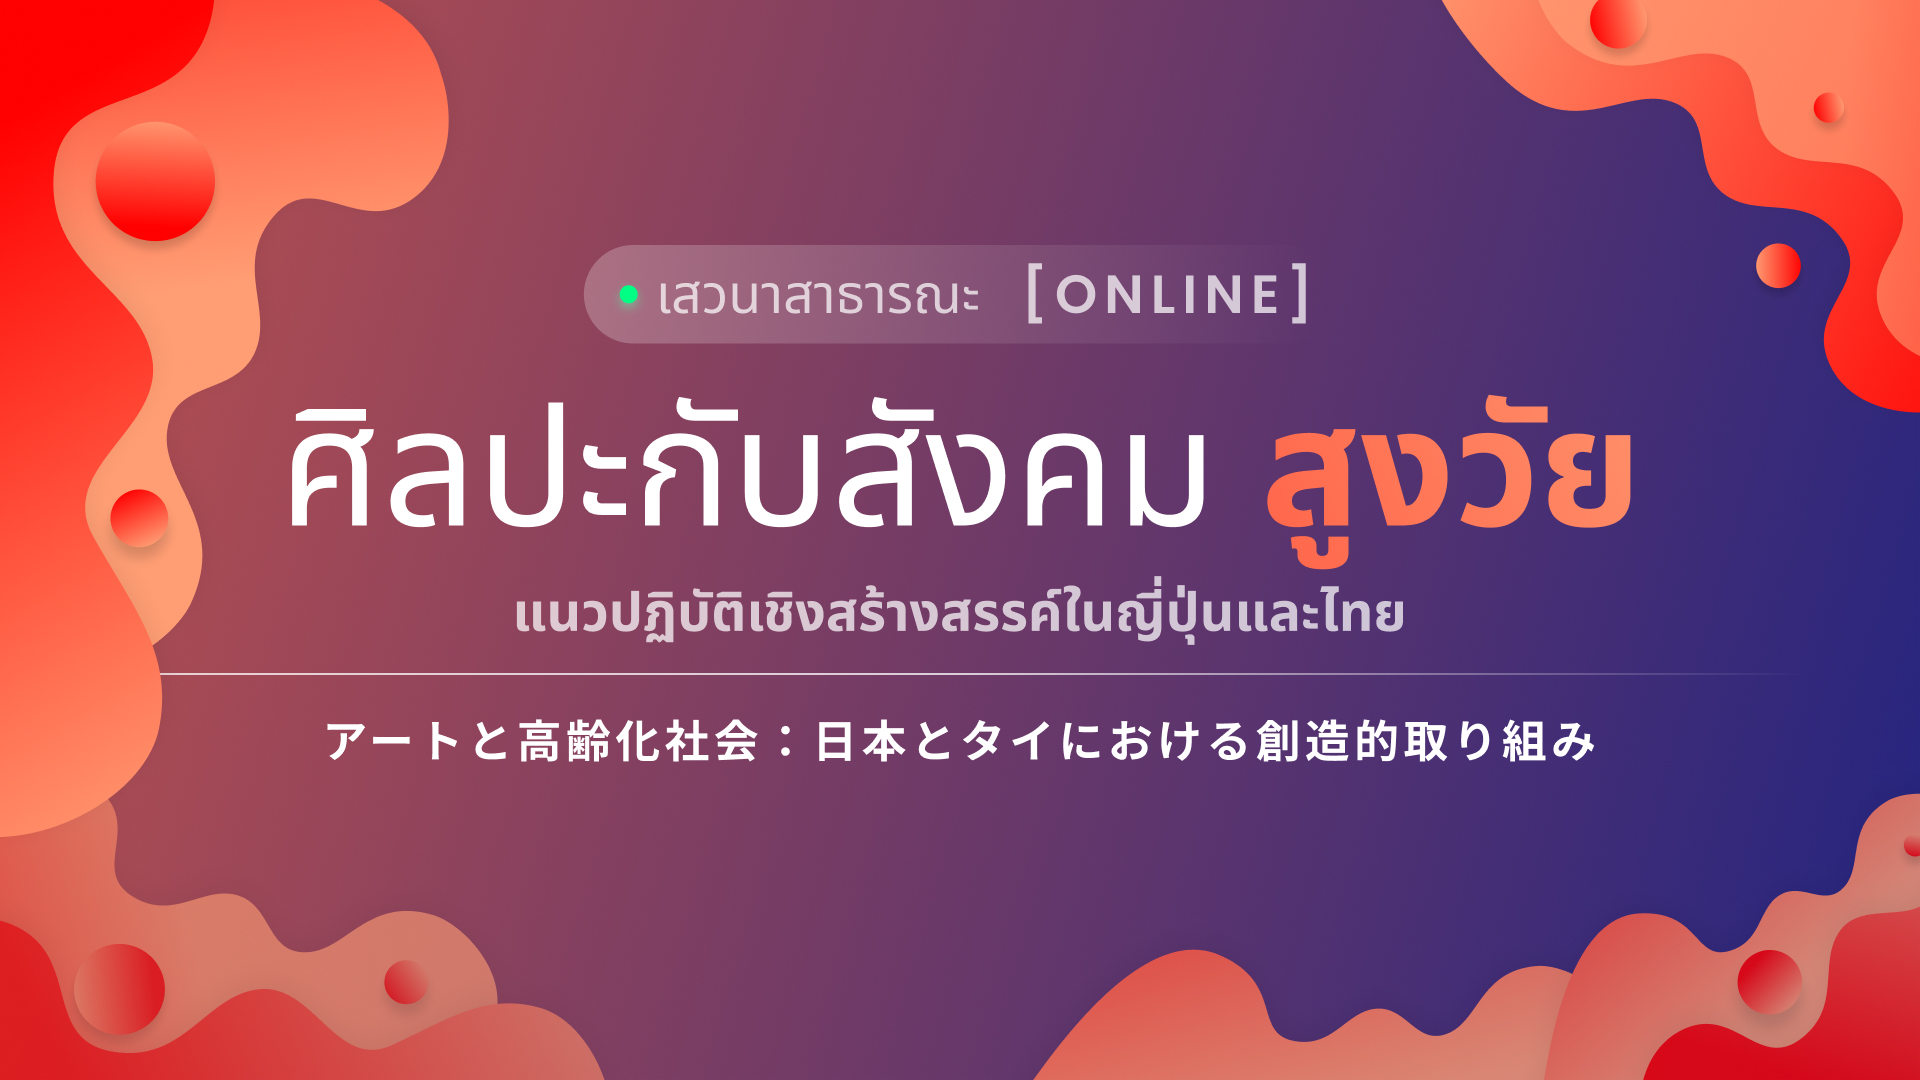 เสวนาสาธารณะ [ONLINE]
ศิลปะกับสังคม สูงวัย
แนวปฏิบัติเชิงสร้างสรรค์ในญี่ปุ่นและไทย
アートと高齢化社会：日本とタイにおける創造的取り組み